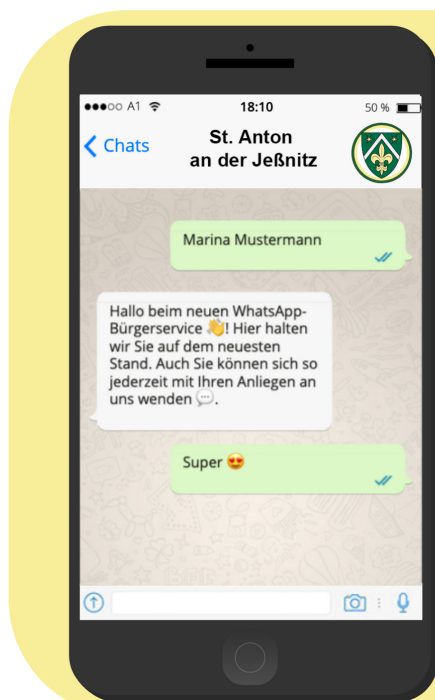 A1 18:10 50 %
Chats
St. Anton
an der Jeßnitz
Marina Mustermann
Hallo beim neuen WhatsApp-
Bürgerservice 👋! Hier halten
wir Sie auf dem neuesten
Stand. Auch Sie können sich so
jederzeit mit Ihren Anliegen an
uns wenden 💬.
Super 😍